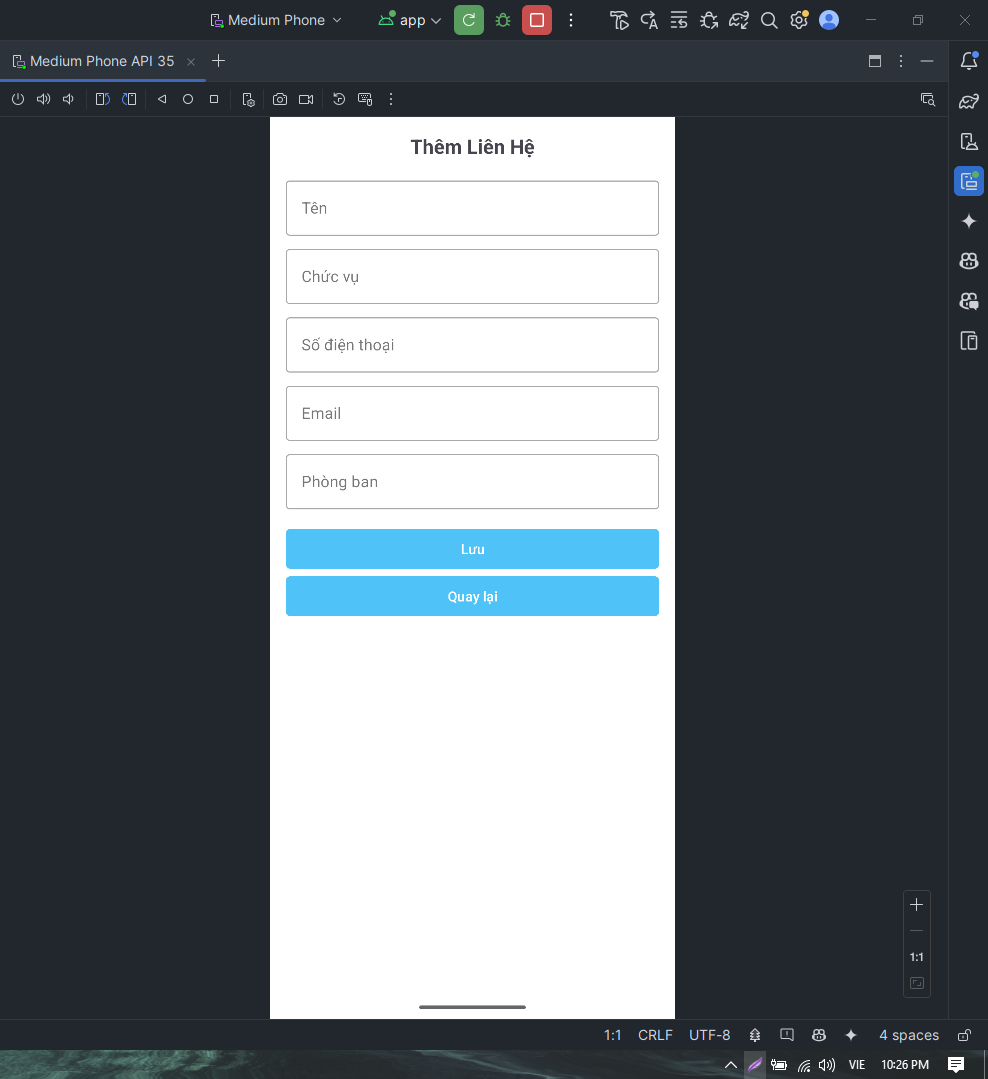 Medium Phone
app
Medium Phone API 35
Thêm Liên Hệ
Tên
Chức vụ
Số điện thoại
Email
Phòng ban
Lưu
Quay lại
1:1
1:1 CRLF UTF-8 4 spaces
VIE 10:26 PM